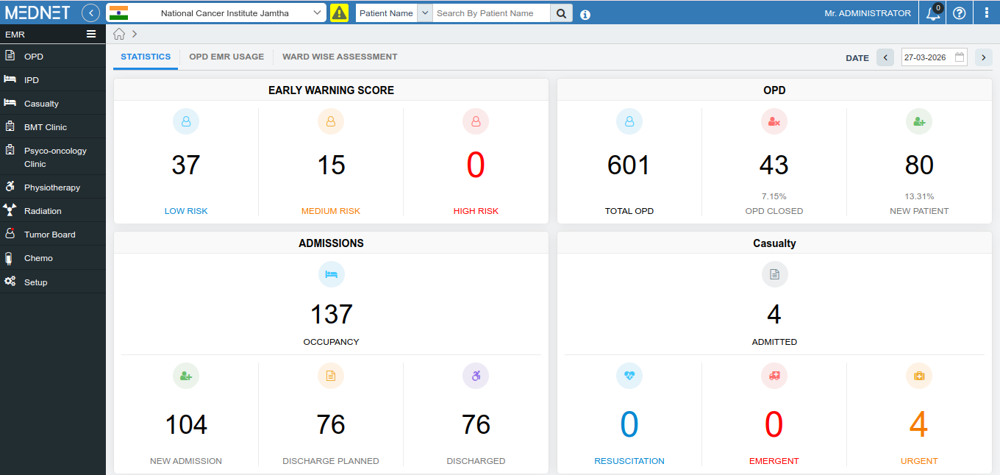 MEDNET
National Cancer Institute Jamtha
Patient Name
Search By Patient Name
Mr. ADMINISTRATOR
0
EMR
OPD
IPD
Casualty
BMT Clinic
Psyco-oncology
Clinic
Physiotherapy
Radiation
Tumor Board
Chemo
Setup
STATISTICS
OPD EMR USAGE
WARD WISE ASSESSMENT
DATE
27-03-2026
EARLY WARNING SCORE
37
LOW RISK
15
MEDIUM RISK
0
HIGH RISK
OPD
601
TOTAL OPD
43
7.15%
OPD CLOSED
80
13.31%
NEW PATIENT
ADMISSIONS
137
OCCUPANCY
104
NEW ADMISSION
76
DISCHARGE PLANNED
76
DISCHARGED
Casualty
4
ADMITTED
0
RESUSCITATION
0
EMERGENT
4
URGENT